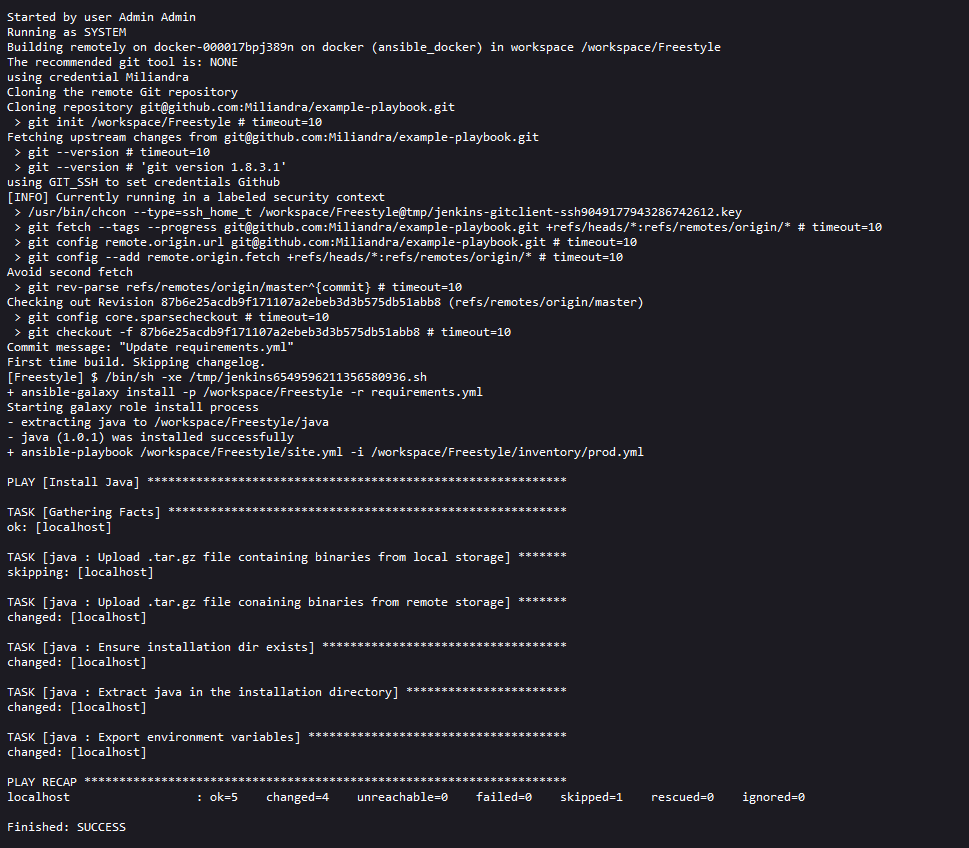 Started by user Admin Admin
Running as SYSTEM
Building remotely on docker-000017bpj389n on docker (ansible_docker) in workspace /workspace/Freestyle
The recommended git tool is: NONE
using credential Miliandra
Cloning the remote Git repository
Cloning repository git@github.com:Miliandra/example-playbook.git
 > git init /workspace/Freestyle # timeout=10
Fetching upstream changes from git@github.com:Miliandra/example-playbook.git
 > git --version # timeout=10
 > git --version # 'git version 1.8.3.1'
using GIT_SSH to set credentials Github
[INFO] Currently running in a labeled security context
 > /usr/bin/chcon --type=ssh_home_t /workspace/Freestyle@tmp/jenkins-gitclient-ssh9049177943286742612.key
 > git fetch --tags --progress git@github.com:Miliandra/example-playbook.git +refs/heads/*:refs/remotes/origin/* # timeout=10
 > git config remote.origin.url git@github.com:Miliandra/example-playbook.git # timeout=10
 > git config --add remote.origin.fetch +refs/heads/*:refs/remotes/origin/* # timeout=10
Avoid second fetch
 > git rev-parse refs/remotes/origin/master^{commit} # timeout=10
Checking out Revision 87b6e25acdb9f171107a2ebeb3d3b575db51abb8 (refs/remotes/origin/master)
 > git config core.sparsecheckout # timeout=10
 > git checkout -f 87b6e25acdb9f171107a2ebeb3d3b575db51abb8 # timeout=10
Commit message: "Update requirements.yml"
First time build. Skipping changelog.
[Freestyle] $ /bin/sh -xe /tmp/jenkins6549596211356580936.sh
+ ansible-galaxy install -p /workspace/Freestyle -r requirements.yml
Starting galaxy role install process
- extracting java to /workspace/Freestyle/java
- java (1.0.1) was installed successfully
+ ansible-playbook /workspace/Freestyle/site.yml -i /workspace/Freestyle/inventory/prod.yml

PLAY [Install Java] ************************************************************

TASK [Gathering Facts] *********************************************************
ok: [localhost]

TASK [java : Upload .tar.gz file containing binaries from local storage] *******
skipping: [localhost]

TASK [java : Upload .tar.gz file conaining binaries from remote storage] *******
changed: [localhost]

TASK [java : Ensure installation dir exists] ***********************************
changed: [localhost]

TASK [java : Extract java in the installation directory] ***********************
changed: [localhost]

TASK [java : Export environment variables] *************************************
changed: [localhost]

PLAY RECAP *********************************************************************
localhost                  : ok=5    changed=4    unreachable=0    failed=0    skipped=1    rescued=0    ignored=0

Finished: SUCCESS